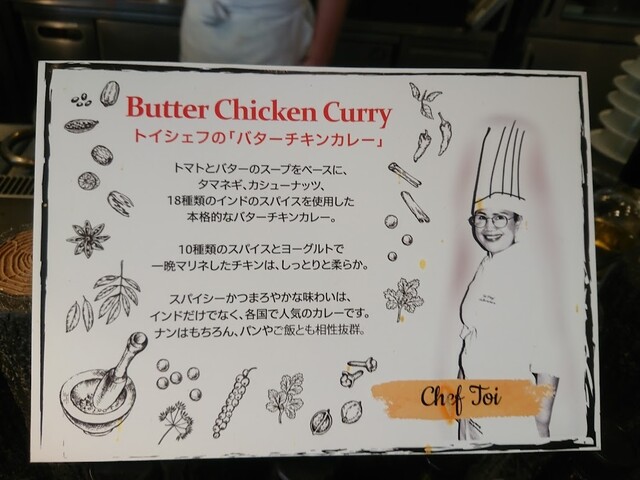 Butter Chicken Curry
トイシェフの「バターチキンカレー」
トマトとバターのスープをベースに、
タマネギ、カシューナッツ、
18種類のインドのスパイスを使用した
本格的なバターチキンカレー。
10種類のスパイスとヨーグルトで
一晩マリネしたチキンは、しっとりと柔らか。
スパイシーかつまろやかな味わいは、
インドだけでなく、各国で人気のカレーです。
ナンはもちろん、パンやご飯とも相性抜群。
Chef Toi